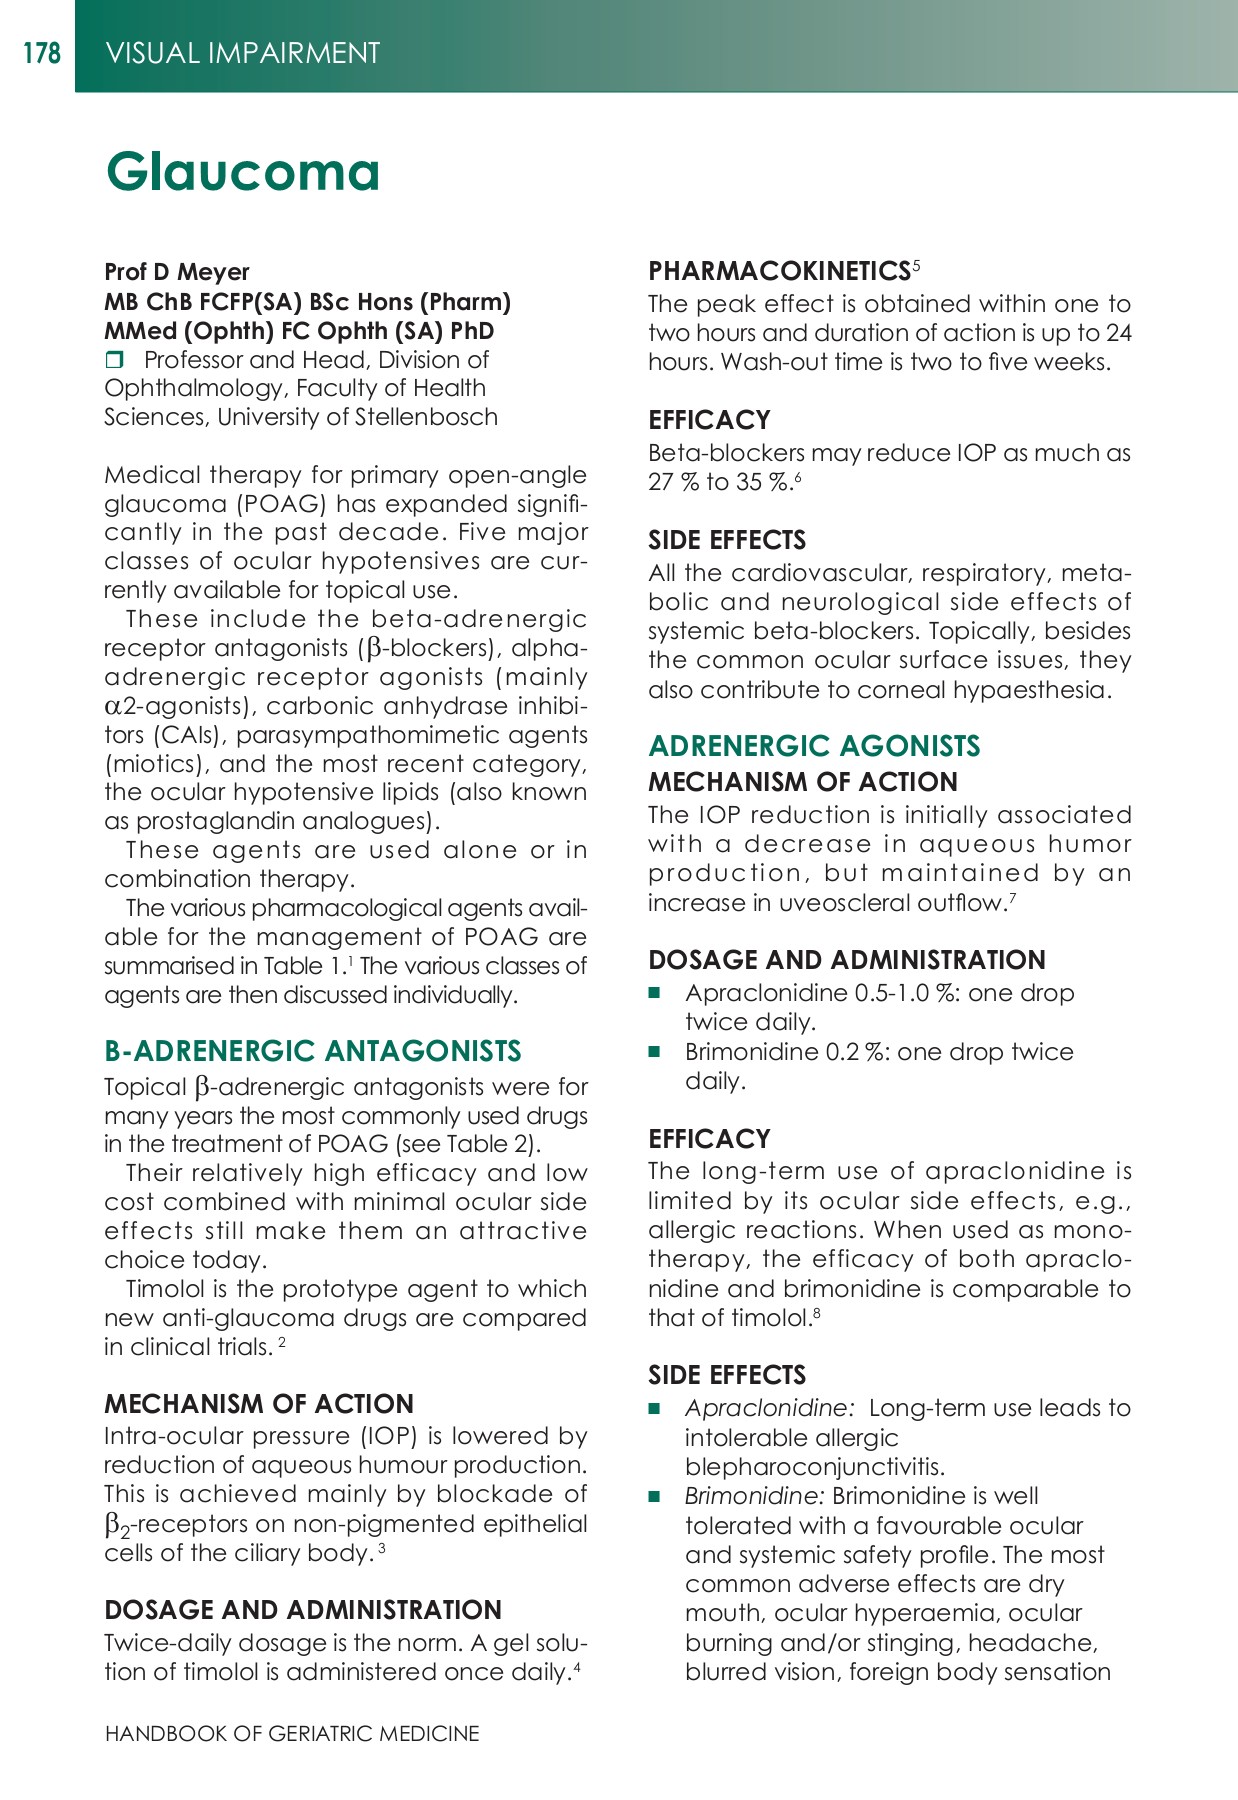 178
VISUAL IMPAIRMENT
Glaucoma
Prof D Meyer
MB ChB FCFP(SA) BSc Hons (Pharm)
MMed (Ophth) FC Ophth (SA) PhD
❒ Professor and Head, Division of
Ophthalmology, Faculty of Health
Sciences, University of Stellenbosch
Medical therapy for primary open-angle
glaucoma (POAG) has expanded signifi-
cantly in the past decade. Five major
classes of ocular hypotensives are cur-
rently available for topical use.
These include the beta-adrenergic
receptor antagonists (β-blockers), alpha-
adrenergic receptor agonists (mainly
α2-agonists), carbonic anhydrase inhibi-
tors (CAIs), parasympathomimetic agents
(miotics), and the most recent category,
the ocular hypotensive lipids (also known
as prostaglandin analogues).
These agents are used alone or in
combination therapy.
The various pharmacological agents avail-
able for the management of POAG are
summarised in Table 1.¹ The various classes of
agents are then discussed individually.
B-ADRENERGIC ANTAGONISTS
Topical β-adrenergic antagonists were for
many years the most commonly used drugs
in the treatment of POAG (see Table 2).
Their relatively high efficacy and low
cost combined with minimal ocular side
effects still make them an attractive
choice today.
Timolol is the prototype agent to which
new anti-glaucoma drugs are compared
in clinical trials. ²
MECHANISM OF ACTION
Intra-ocular pressure (IOP) is lowered by
reduction of aqueous humour production.
This is achieved mainly by blockade of
β₂-receptors on non-pigmented epithelial
cells of the ciliary body. ³
DOSAGE AND ADMINISTRATION
Twice-daily dosage is the norm. A gel solu-
tion of timolol is administered once daily.⁴
PHARMACOKINETICS⁵
The peak effect is obtained within one to
two hours and duration of action is up to 24
hours. Wash-out time is two to five weeks.
EFFICACY
Beta-blockers may reduce IOP as much as
27 % to 35 %.⁶
SIDE EFFECTS
All the cardiovascular, respiratory, meta-
bolic and neurological side effects of
systemic beta-blockers. Topically, besides
the common ocular surface issues, they
also contribute to corneal hypaesthesia.
ADRENERGIC AGONISTS
MECHANISM OF ACTION
The IOP reduction is initially associated
with a decrease in aqueous humor
production, but maintained by an
increase in uveoscleral outflow.⁷
DOSAGE AND ADMINISTRATION
■ Apraclonidine 0.5-1.0 %: one drop
twice daily.
■ Brimonidine 0.2 %: one drop twice
daily.
EFFICACY
The long-term use of apraclonidine is
limited by its ocular side effects, e.g.,
allergic reactions. When used as mono-
therapy, the efficacy of both apraclo-
nidine and brimonidine is comparable to
that of timolol.⁸
SIDE EFFECTS
■ Apraclonidine: Long-term use leads to
intolerable allergic
blepharoconjunctivitis.
■ Brimonidine: Brimonidine is well
tolerated with a favourable ocular
and systemic safety profile. The most
common adverse effects are dry
mouth, ocular hyperaemia, ocular
burning and/or stinging, headache,
blurred vision, foreign body sensation
HANDBOOK OF GERIATRIC MEDICINE